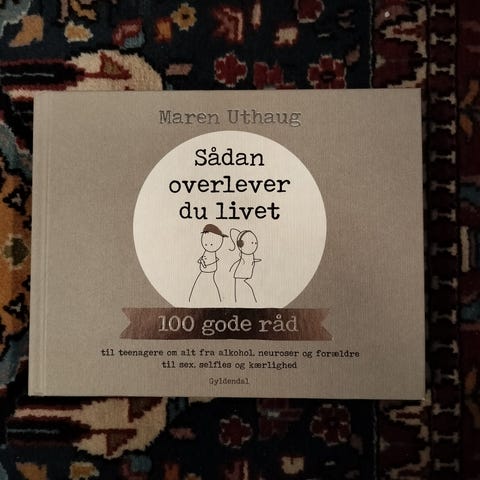 Maren Uthaug
Sådan
overlever
du livet
100 gode råd
til teenagere om alt fra alkohol, neuroser og forældre
til sex, selfies og kærlighed
Gyldendal